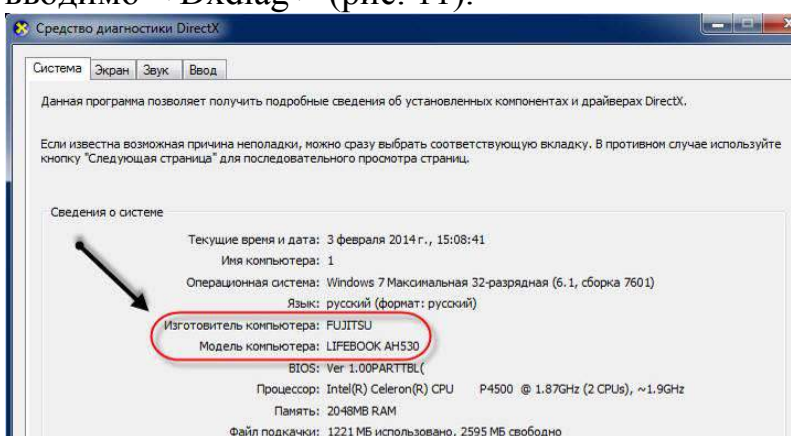 вводимо «Dxdiag» (рис. 11).
Средство диагностики DirectX
Система Экран Звук Ввод
Данная программа позволяет получить подробные сведения об установленных компонентах и драйверах DirectX.
Если известна возможная причина неполадки, можно сразу выбрать соответствующую вкладку. В противном случае используйте
кнопку "Следующая страница" для последовательного просмотра страниц.
Сведения о системе
Текущие время и дата: 3 февраля 2014 г., 15:08:41
Имя компьютера: 1
Операционная система: Windows 7 Максимальная 32-разрядная (6.1, сборка 7601)
Язык: русский (формат: русский)
Изготовитель компьютера: FUJITSU
Модель компьютера: LIFEBOOK AH530
BIOS: Ver 1.00PARTTBL(
Процессор: Intel(R) Celeron(R) CPU P4500 @ 1.87GHz (2 CPUs), ~1.9GHz
Память: 2048MB RAM
Файл подкачки: 1221 МБ использовано, 2595 МБ свободно